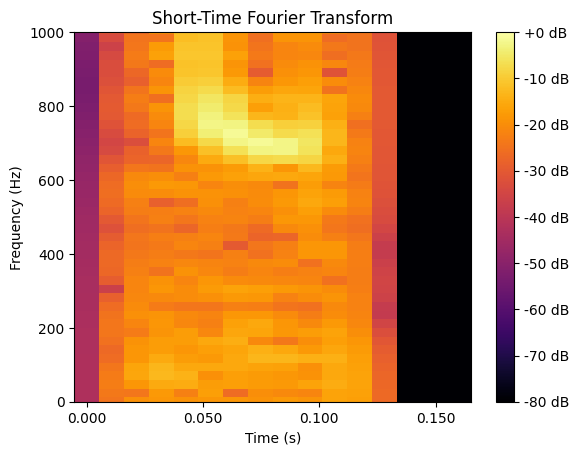 Short-Time Fourier Transform
1000
800
600
400
200
0
Frequency (Hz)
0.000
0.050
0.100
0.150
Time (s)
+0 dB
-10 dB
-20 dB
-30 dB
-40 dB
-50 dB
-60 dB
-70 dB
-80 dB